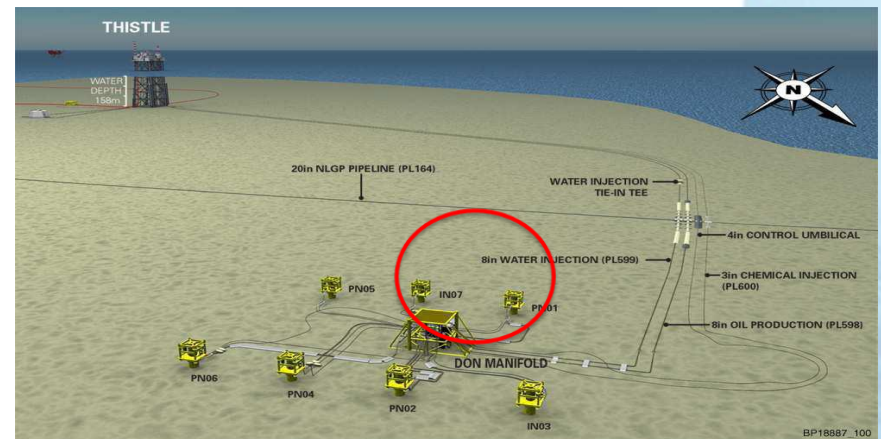 THISTLE
WATER
DEPTH
158m
N
20in NLGP PIPELINE (PL164)
WATER INJECTION
TIE-IN TEE
4in CONTROL UMBILICAL
8in WATER INJECTION (PL599)
3in CHEMICAL INJECTION
(PL600)
PN05
IN07
PN01
8in OIL PRODUCTION (PL598)
DON MANIFOLD
PN06
PN04
PN02
IN03
BP18887_100